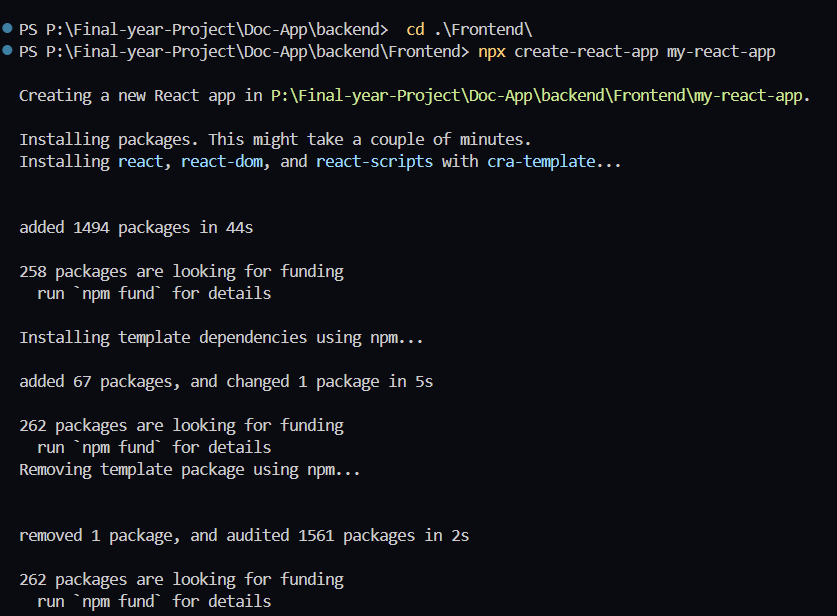 PS P:\Final-year-Project\Doc-App\backend>  cd .\Frontend\
PS P:\Final-year-Project\Doc-App\backend\Frontend> npx create-react-app my-react-app
Creating a new React app in P:\Final-year-Project\Doc-App\backend\Frontend\my-react-app.
Installing packages. This might take a couple of minutes.
Installing react, react-dom, and react-scripts with cra-template...
added 1494 packages in 44s
258 packages are looking for funding
  run `npm fund` for details
Installing template dependencies using npm...
added 67 packages, and changed 1 package in 5s
262 packages are looking for funding
  run `npm fund` for details
Removing template package using npm...
removed 1 package, and audited 1561 packages in 2s
262 packages are looking for funding
  run `npm fund` for details